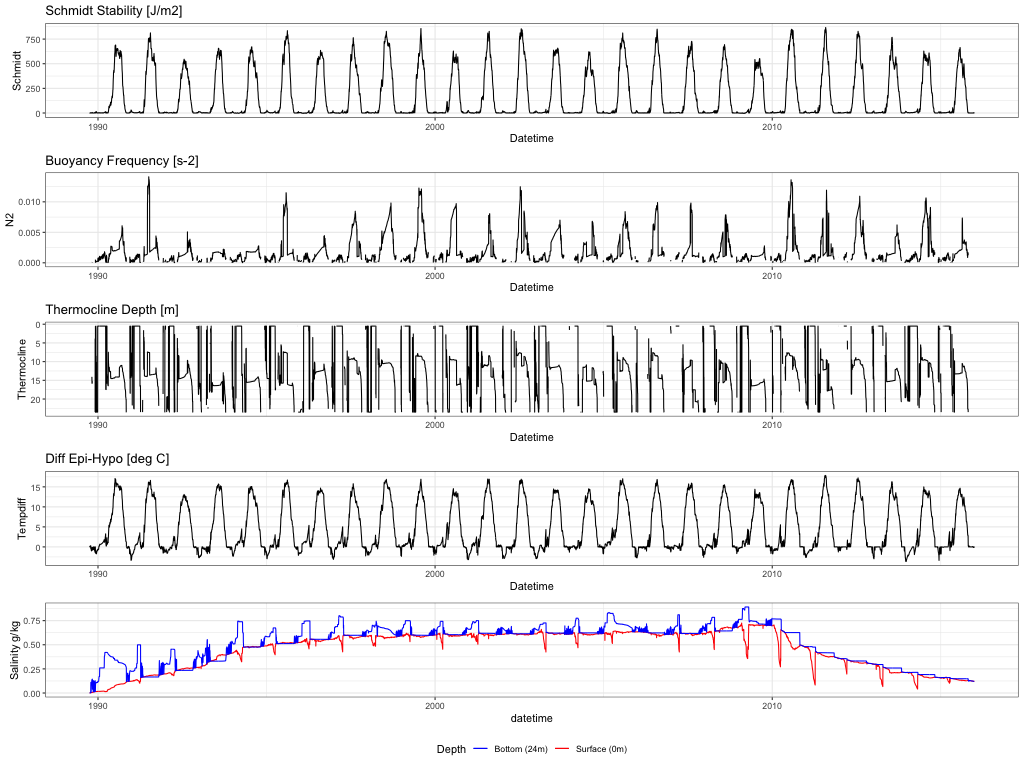 Schmidt Stability [J/m2]
Schmidt
750
500
250
0
1990
2000
2010
Datetime
Buoyancy Frequency [s-2]
N2
0.010
0.005
0.000
1990
2000
2010
Datetime
Thermocline Depth [m]
Thermocline
0
5
10
15
20
1990
2000
2010
Datetime
Diff Epi-Hypo [deg C]
Tempdiff
15
10
5
0
1990
2000
2010
Datetime
Salinity g/kg
0.75
0.50
0.25
0.00
1990
2000
2010
datetime
Depth Bottom (24m) Surface (0m)